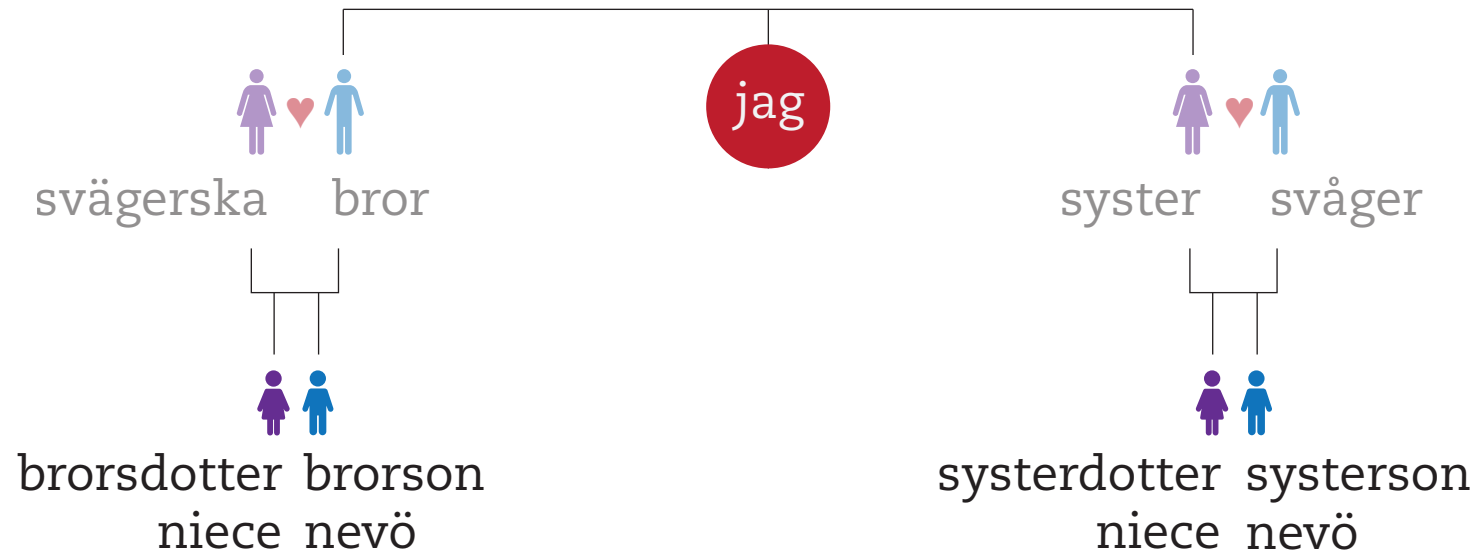 jag
svägerska bror
syster svåger
brorsdotter brorson
niece nevö
systerdotter systerson
niece nevö